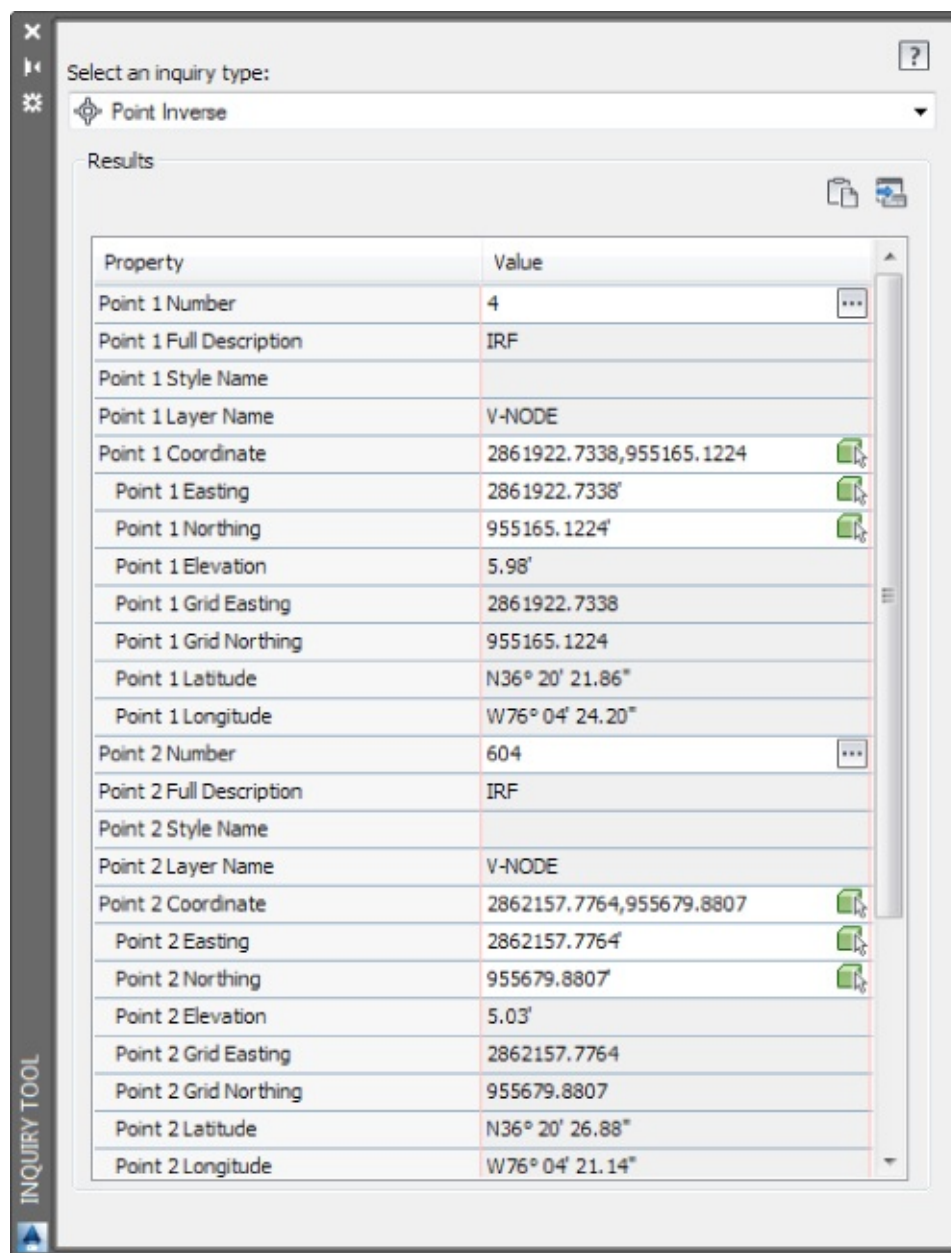 Select an inquiry type:
?
Point Inverse
Results
Property Value
Point 1 Number 4 ...
Point 1 Full Description IRF
Point 1 Style Name
Point 1 Layer Name V-NODE
Point 1 Coordinate 2861922.7338,955165.1224
Point 1 Easting 2861922.7338'
Point 1 Northing 955165.1224'
Point 1 Elevation 5.98'
Point 1 Grid Easting 2861922.7338
Point 1 Grid Northing 955165.1224
Point 1 Latitude N36° 20' 21.86"
Point 1 Longitude W76° 04' 24.20"
Point 2 Number 604 ...
Point 2 Full Description IRF
Point 2 Style Name
Point 2 Layer Name V-NODE
Point 2 Coordinate 2862157.7764,955679.8807
Point 2 Easting 2862157.7764'
Point 2 Northing 955679.8807'
Point 2 Elevation 5.03'
Point 2 Grid Easting 2862157.7764
Point 2 Grid Northing 955679.8807
Point 2 Latitude N36° 20' 26.88"
Point 2 Longitude W76° 04' 21.14"
INQUIRY TOOL